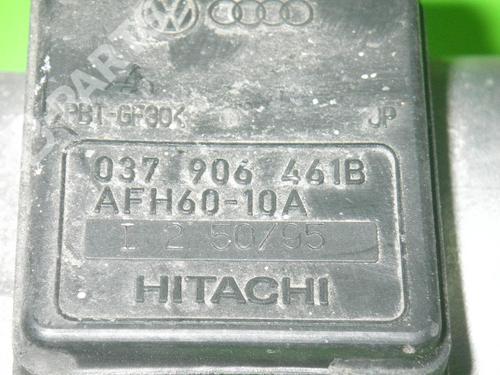 >PBT-GF30<
JP
037 906 461B
AFH60-10A
I 2 50/95
HITACHI